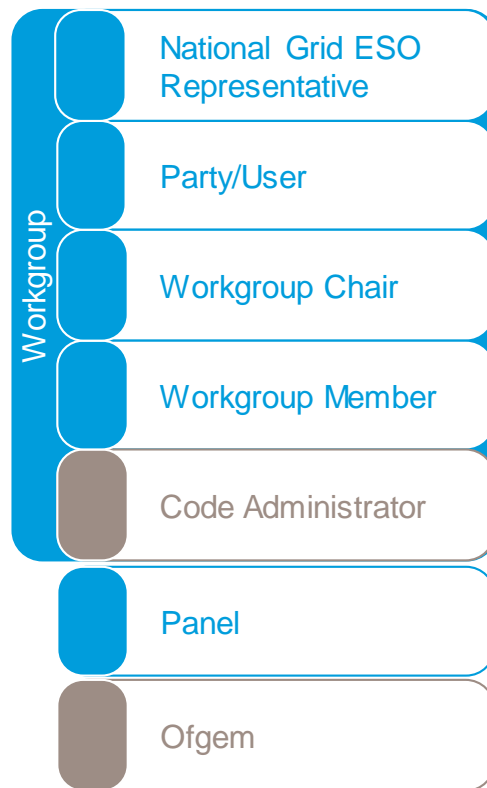 Workgroup
National Grid ESO
Representative
Party/User
Workgroup Chair
Workgroup Member
Code Administrator
Panel
Ofgem